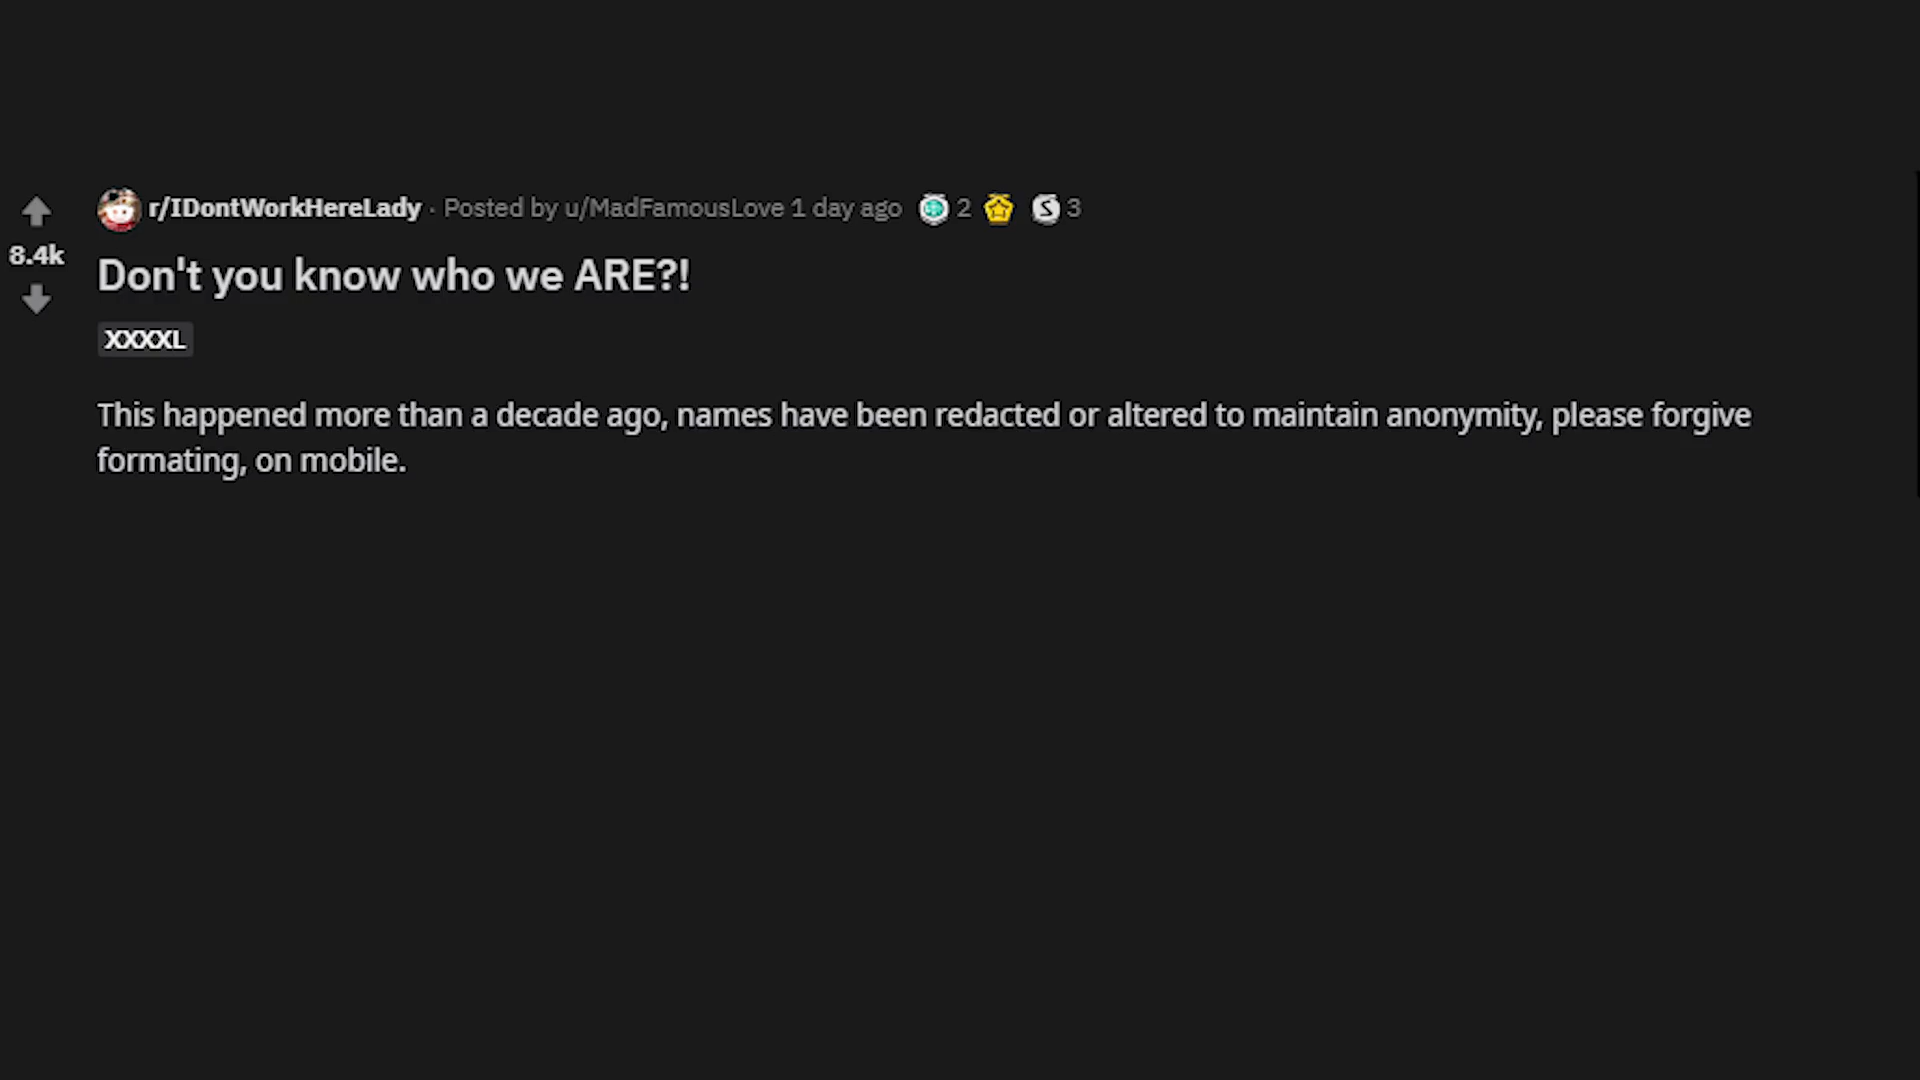 r/IDontWorkHereLady · Posted by u/MadFamousLove 1 day ago 2 3
8.4k
Don't you know who we ARE?!
XXXXL
This happened more than a decade ago, names have been redacted or altered to maintain anonymity, please forgive
formating, on mobile.